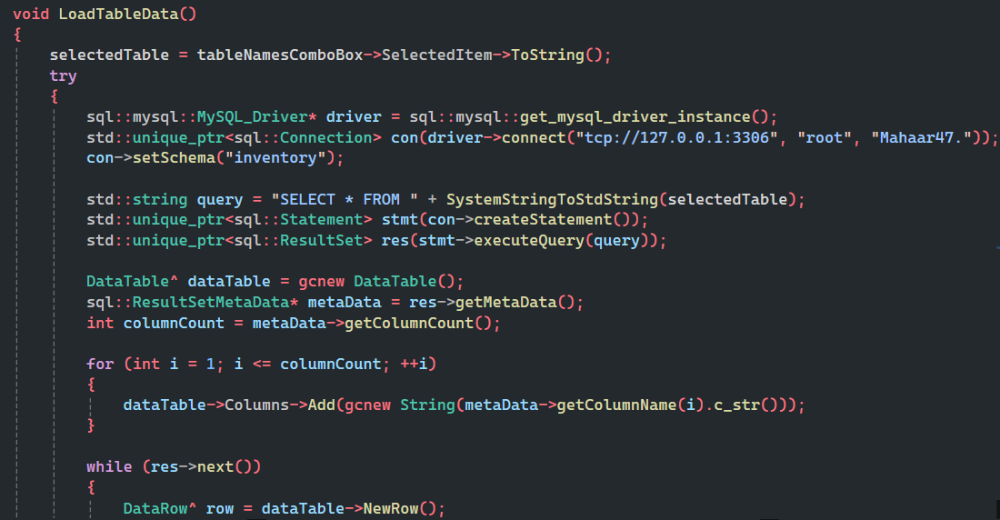 void LoadTableData()
{
selectedTable = tableNamesComboBox->SelectedItem->ToString();
try
{
sql::mysql::MySQL_Driver* driver = sql::mysql::get_mysql_driver_instance();
std::unique_ptr<sql::Connection> con(driver->connect("tcp://127.0.0.1:3306", "root", "Mahaar47."));
con->setSchema("inventory");
std::string query = "SELECT * FROM " + SystemStringToStdString(selectedTable);
std::unique_ptr<sql::Statement> stmt(con->createStatement());
std::unique_ptr<sql::ResultSet> res(stmt->executeQuery(query));
DataTable^ dataTable = gcnew DataTable();
sql::ResultSetMetaData* metaData = res->getMetaData();
int columnCount = metaData->getColumnCount();
for (int i = 1; i <= columnCount; ++i)
{
dataTable->Columns->Add(gcnew String(metaData->getColumnName(i).c_str()));
}
while (res->next())
{
DataRow^ row = dataTable->NewRow();